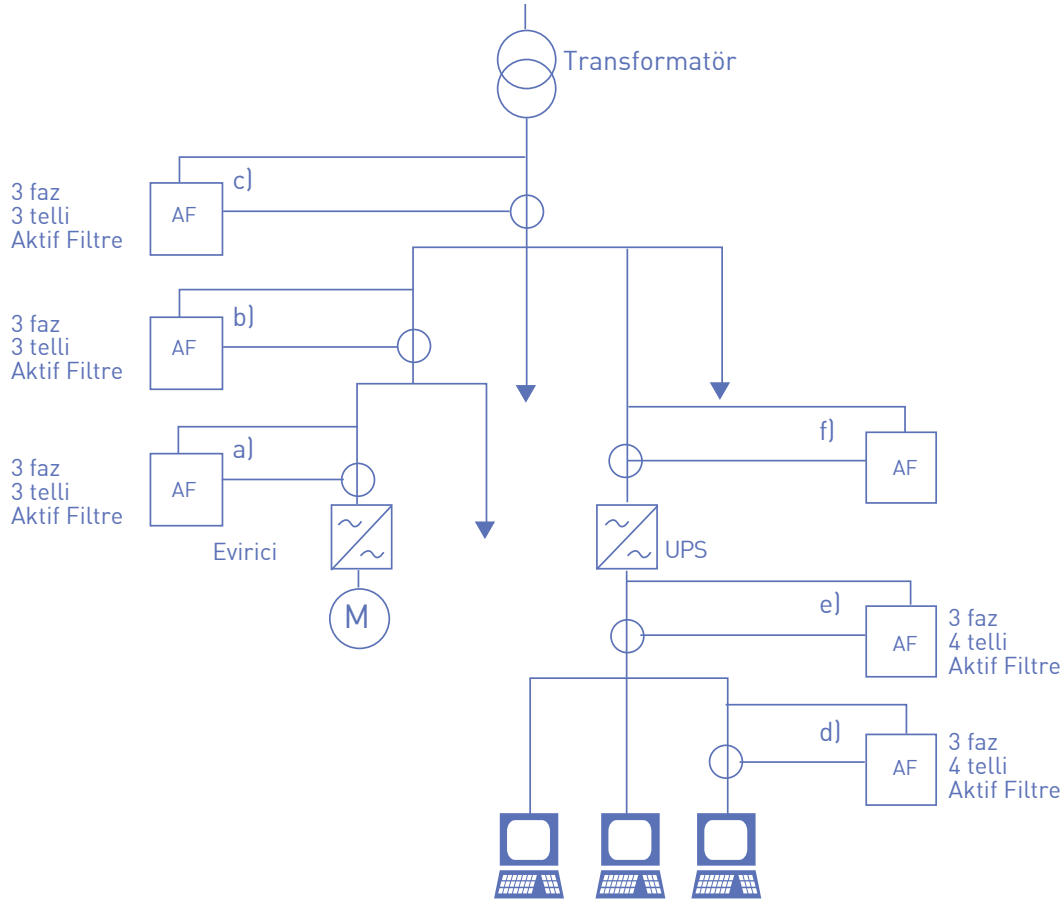 Transformatör
c)
3 faz
3 telli
Aktif Filtre
AF
b)
3 faz
3 telli
Aktif Filtre
AF
a)
3 faz
3 telli
Aktif Filtre
AF
f)
AF
Evirici
UPS
M
e)
AF
3 faz
4 telli
Aktif Filtre
d)
AF
3 faz
4 telli
Aktif Filtre